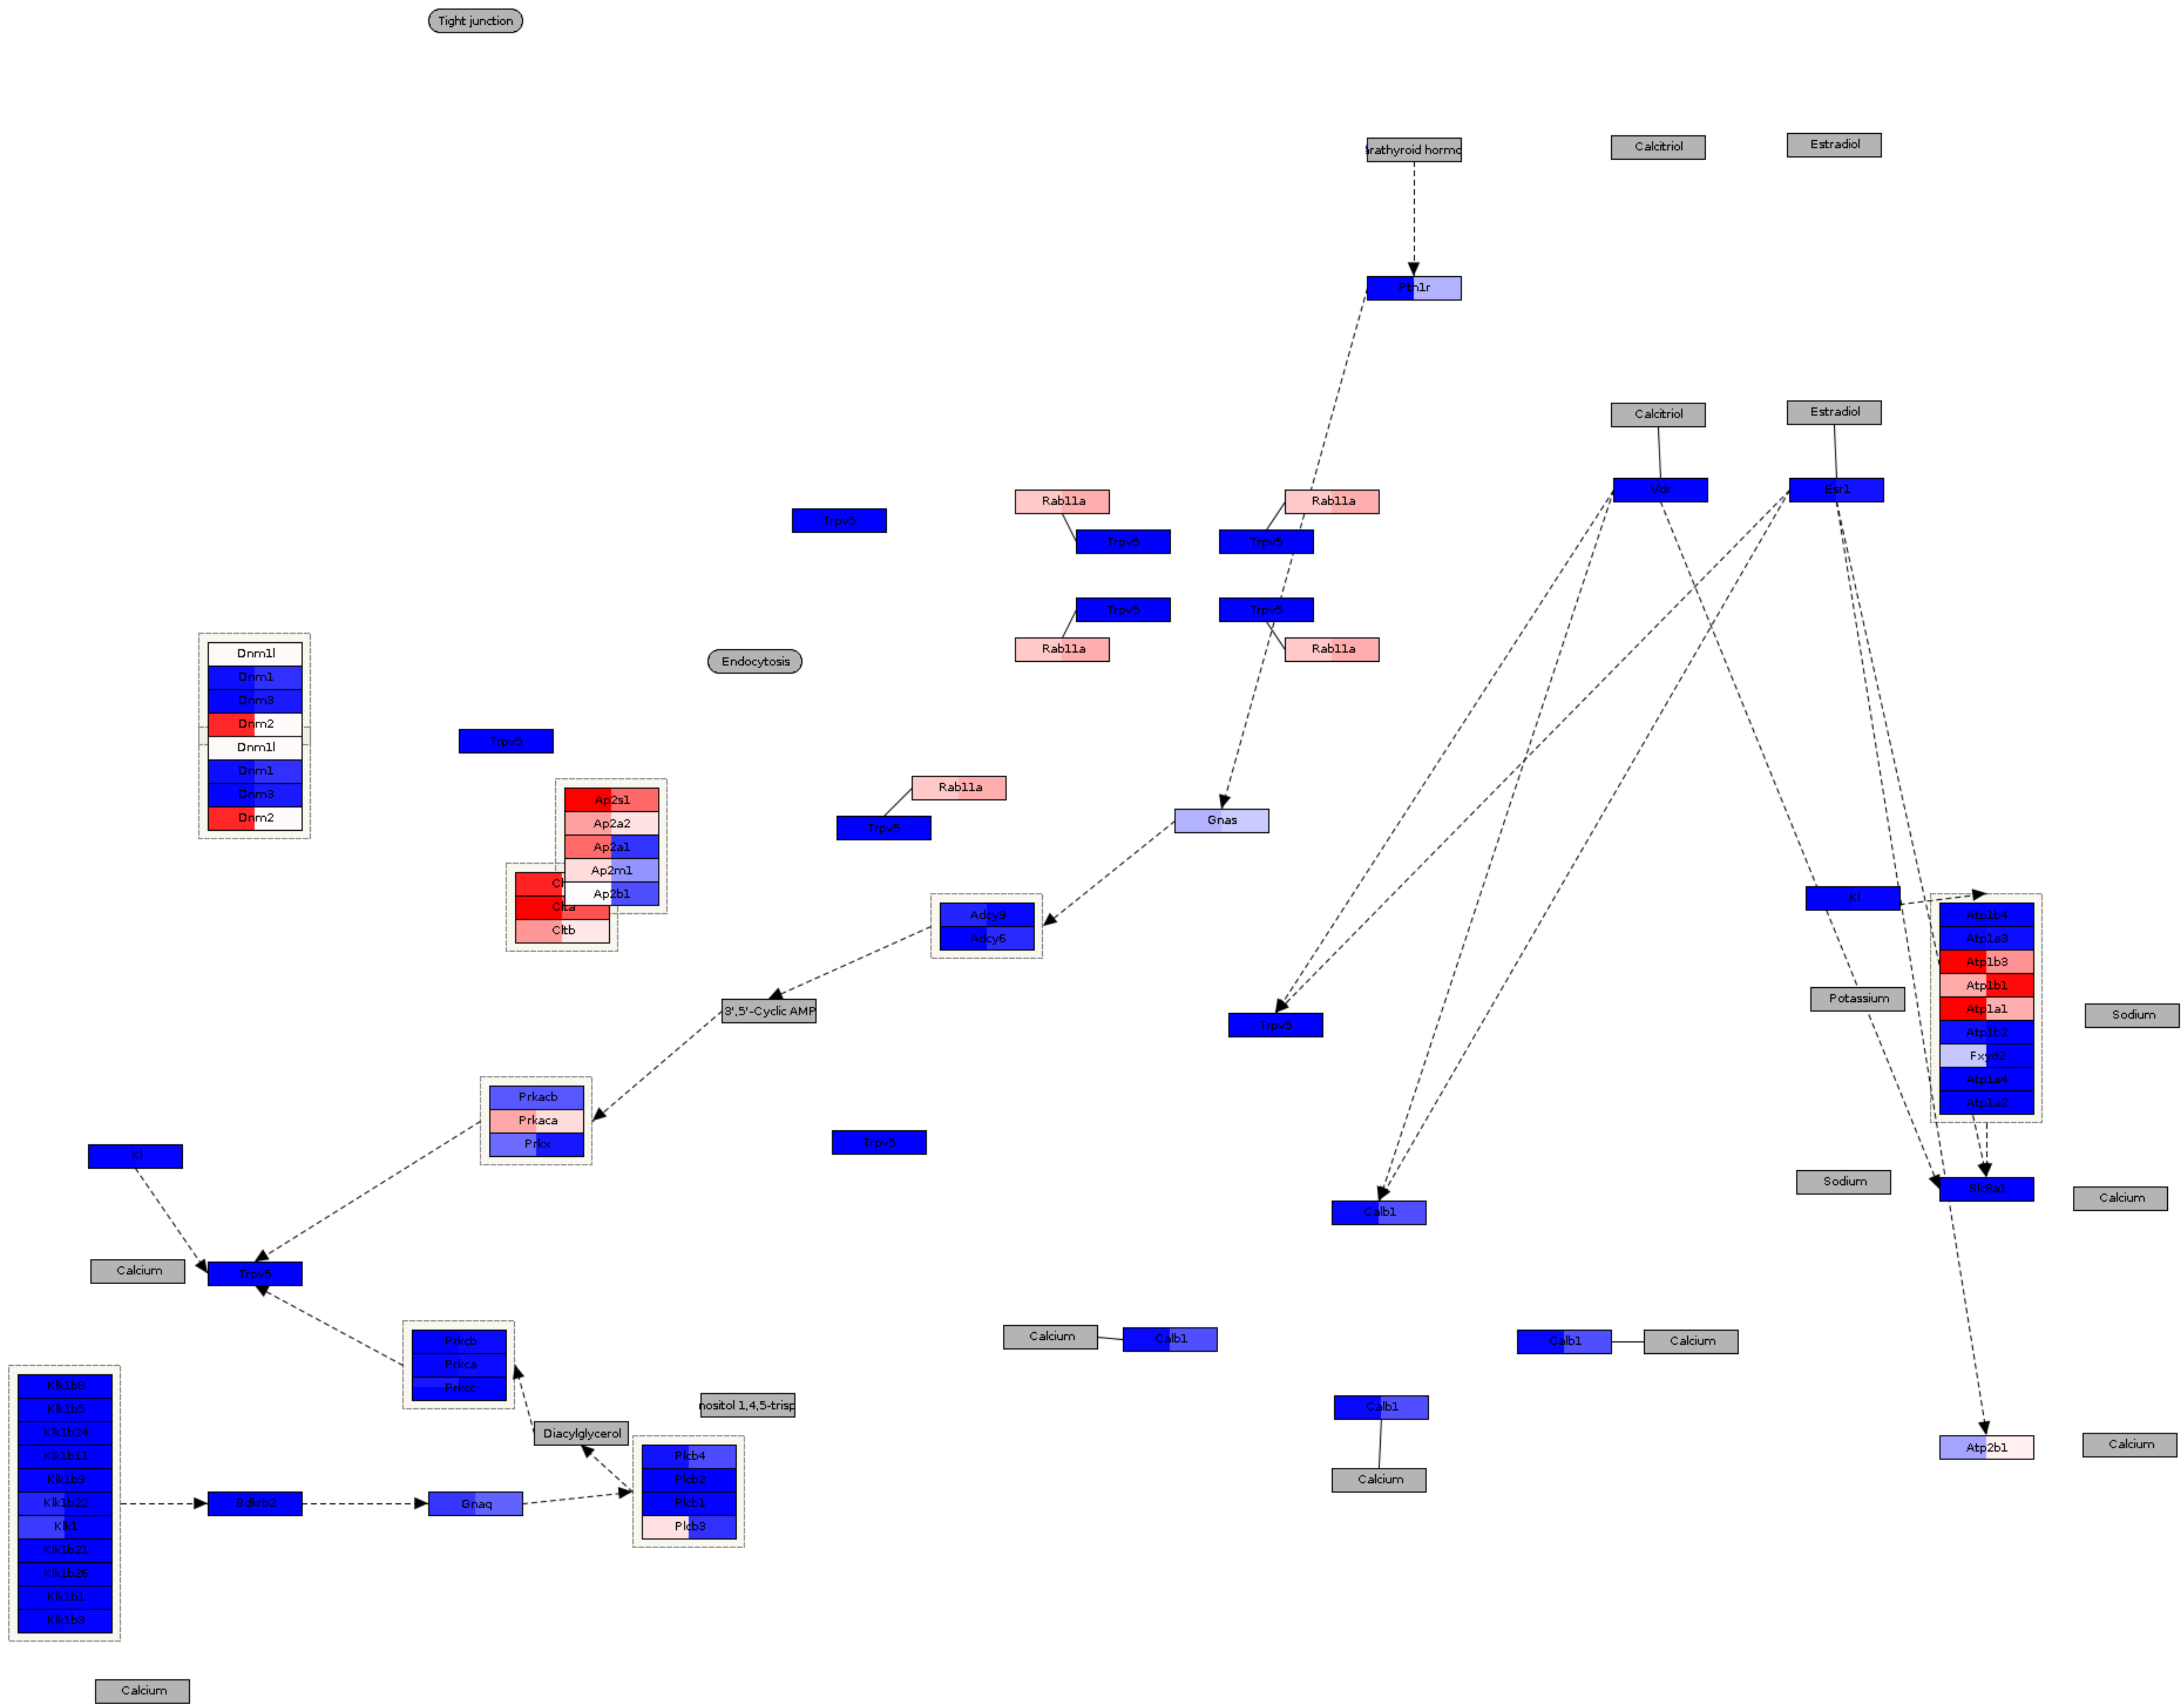 Tight junction
arathyroid hormo
Calcitriol
Estradiol
Pth1r
Calcitriol
Estradiol
Vdr
Esr1
Rab11a
Rab11a
Trpv5
Trpv5
Trpv5
Trpv5
Trpv5
Rab11a
Rab11a
Endocytosis
Dnm1l
Dnm1
Dnm3
Dnm2
Dnm1l
Dnm1
Dnm3
Dnm2
Trpv5
Ap2s1
Ap2a2
Ap2a1
Ap2m1
Ap2b1
Clta
Cltb
Rab11a
Trpv5
Gnas
Adcy9
Adcy6
3',5'-Cyclic AMP
Kl
Atp1b4
Atp1a3
Atp1b3
Atp1b1
Atp1a1
Atp1b2
Fxyd2
Atp1a4
Atp1a2
Potassium
Sodium
Trpv5
Prkacb
Prkaca
Prkx
Trpv5
Kl
Sodium
Slc8a1
Calcium
Calb1
Calcium
Trpv5
Prkcb
Prkca
Prkcc
Calcium
Calb1
Calb1
Calcium
Klk1b8
Klk1b5
Klk1b24
Klk1b11
Klk1b9
Klk1b22
Klk1
Klk1b21
Klk1b26
Klk1b1
Klk1b3
nositol 1,4,5-trisp
Diacylglycerol
Calb1
Calcium
Atp2b1
Calcium
Plcb4
Plcb2
Plcb1
Plcb3
Bdkrb2
Gnaq
Calcium